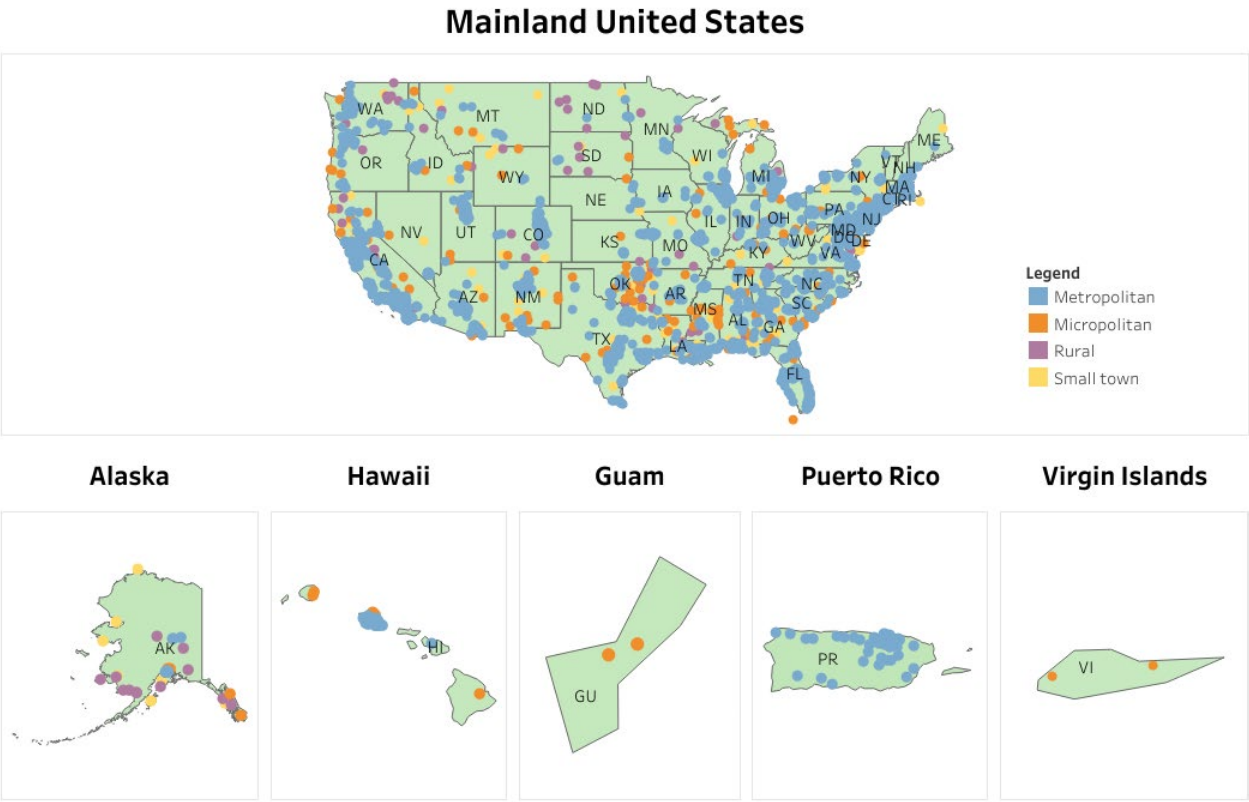 Mainland United States
WA
MT
ND
MN
ME
OR
ID
SD
WI
MI
NY
VT
NH
MA
CT
RI
WY
IA
NE
PA
NJ
NV
UT
CO
KS
MO
IL
IN
OH
WV
MD
DC
DE
VA
CA
KY
AZ
NM
OK
AR
TN
NC
SC
MS
AL
GA
TX
LA
FL
Legend
Metropolitan
Micropolitan
Rural
Small town
Alaska
Hawaii
Guam
Puerto Rico
Virgin Islands
AK
HI
GU
PR
VI